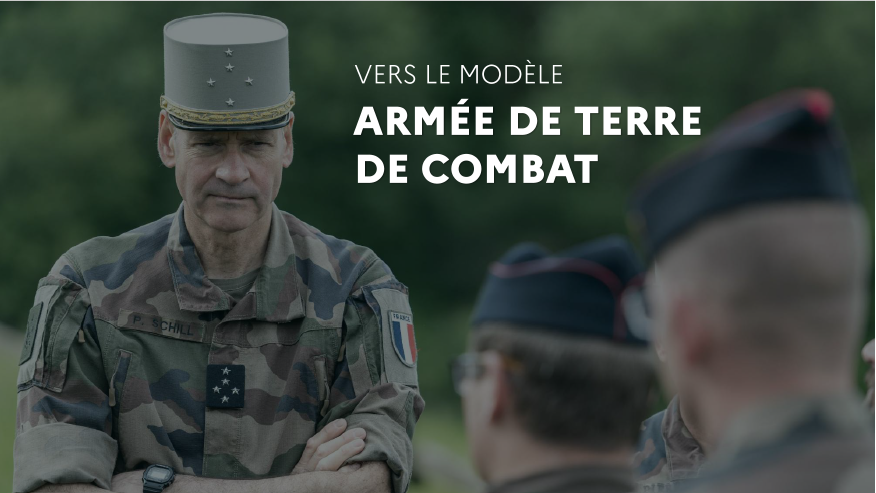 VERS LE MODÈLE
ARMÉE DE TERRE
DE COMBAT
P. SCHILL
FRANCE